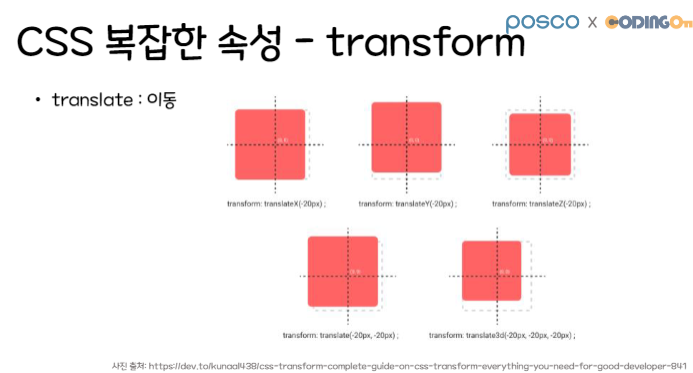 posco x CODINGOn
CSS 복잡한 속성 - transform
• translate : 이동
transform: translateX(-20px) ;
transform: translateY(-20px) ;
transform: translateZ(-20px) ;
transform: translate(-20px, -20px) ;
transform: translate3d(-20px, -20px, -20px) ;
사진 출처: https://dev.to/kunaal438/css-transform-complete-guide-on-css-transform-everything-you-need-for-good-developer-841